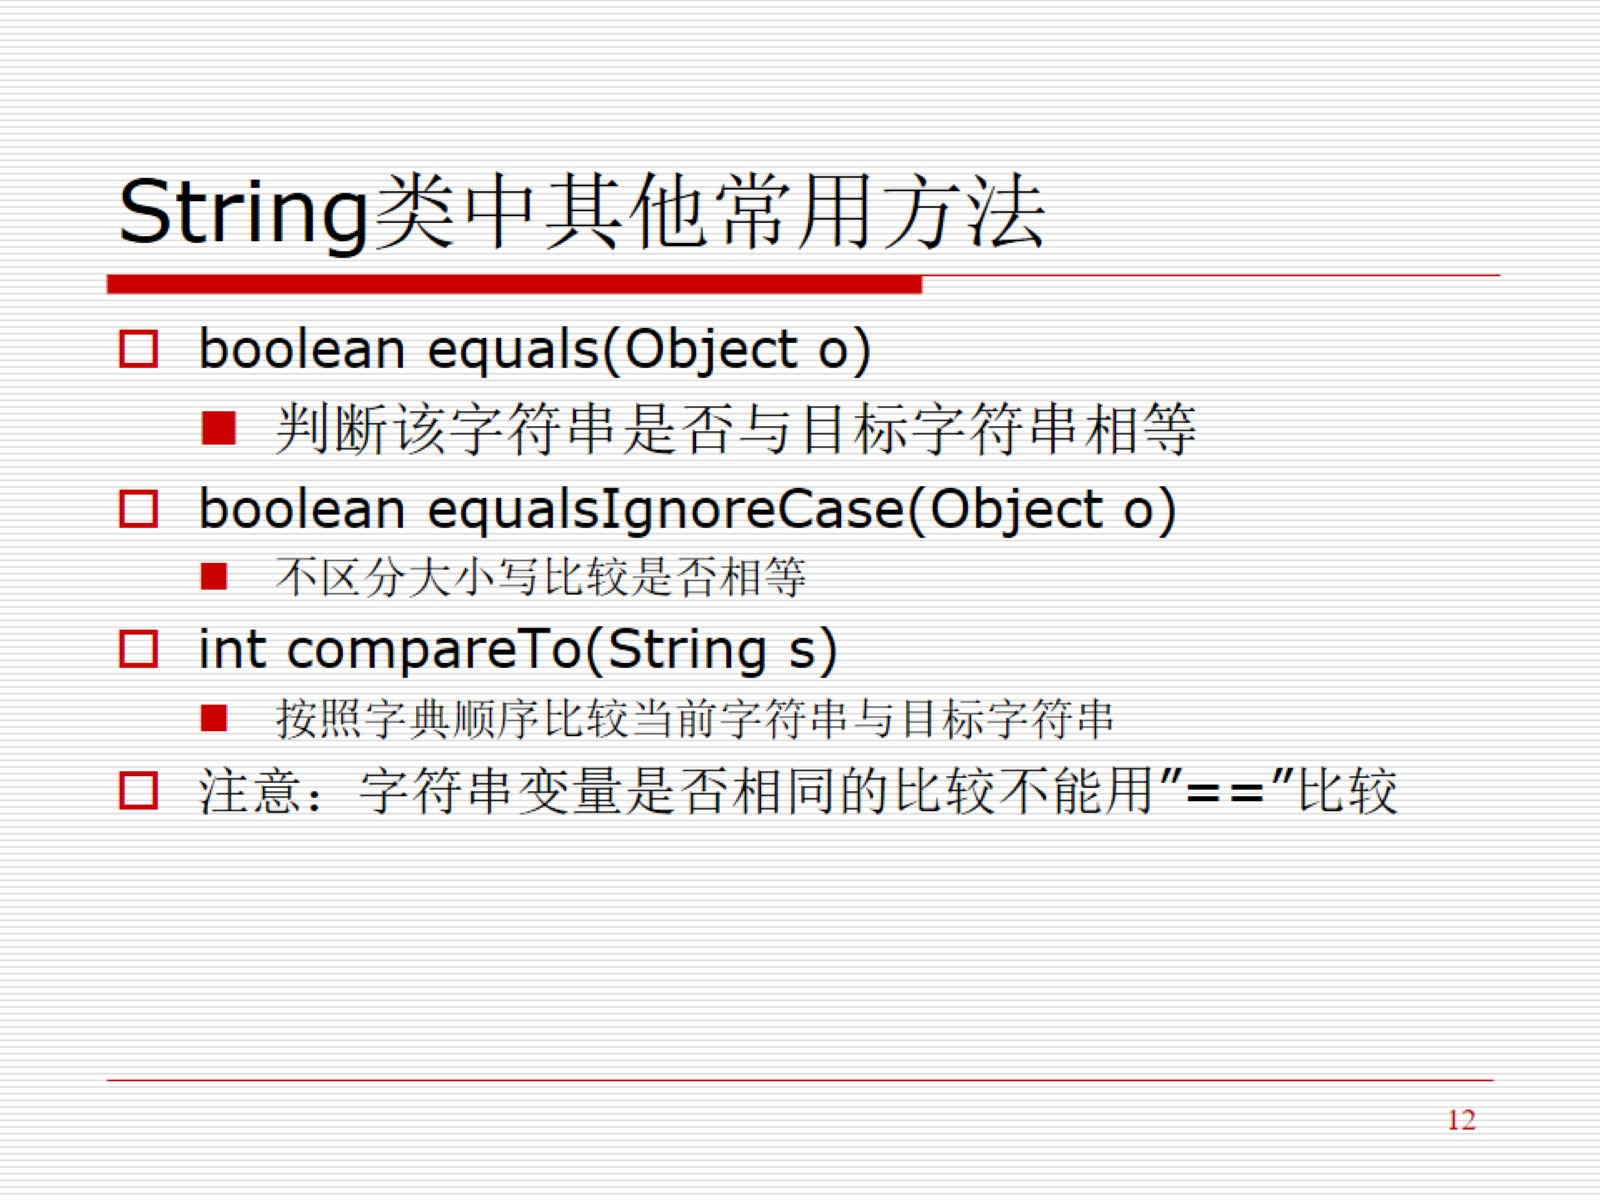 String类中其他常用方法
boolean equals(Object o)
判断该字符串是否与目标字符串相等
boolean equalsIgnoreCase(Object o)
不区分大小写比较是否相等
int compareTo(String s)
按照字典顺序比较当前字符串与目标字符串
注意：字符串变量是否相同的比较不能用”==”比较
12